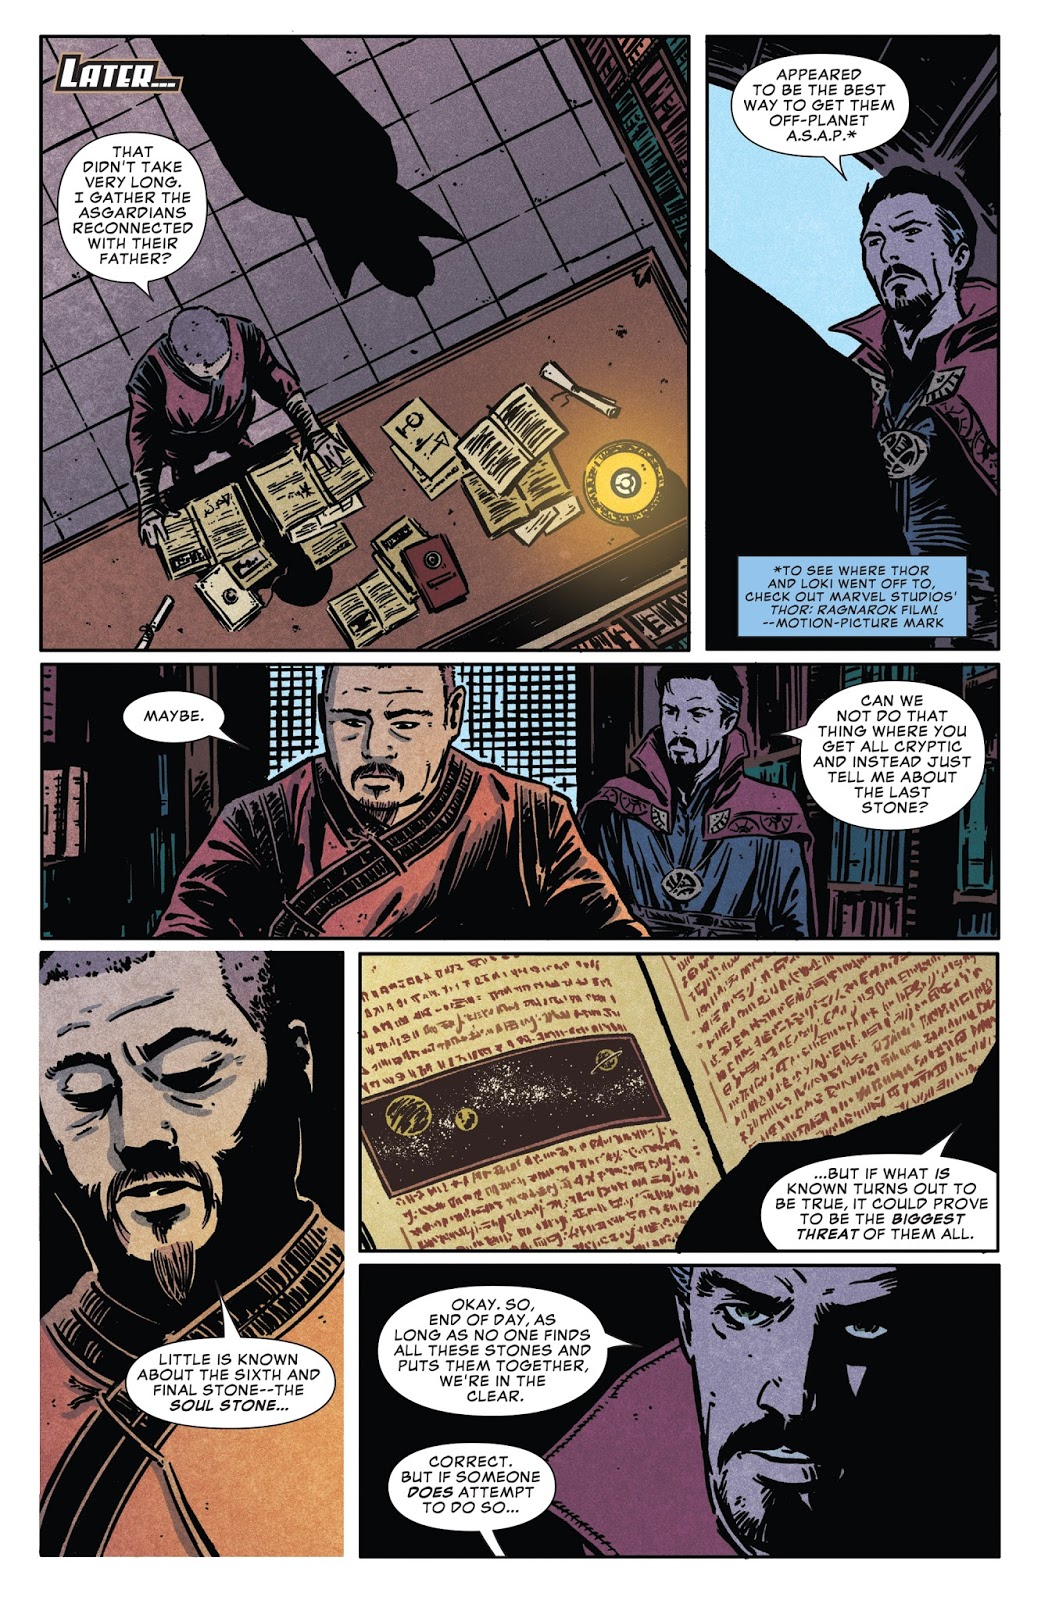 LATER...
THAT
DIDN'T TAKE
VERY LONG.
I GATHER THE
ASGARDIANS
RECONNECTED
WITH THEIR
FATHER?
APPEARED
TO BE THE BEST
WAY TO GET THEM
OFF-PLANET
A.S.A.P.*
*TO SEE WHERE THOR
AND LOKI WENT OFF TO,
CHECK OUT MARVEL STUDIOS'
THOR: RAGNAROK FILM!
--MOTION-PICTURE MARK
MAYBE.
CAN WE
NOT DO THAT
THING WHERE YOU
GET ALL CRYPTIC
AND INSTEAD JUST
TELL ME ABOUT
THE LAST
STONE?
LITTLE IS KNOWN
ABOUT THE SIXTH AND
FINAL STONE--THE
SOUL STONE...
...BUT IF WHAT IS
KNOWN TURNS OUT TO
BE TRUE, IT COULD PROVE
TO BE THE BIGGEST
THREAT OF THEM ALL.
OKAY. SO,
END OF DAY, AS
LONG AS NO ONE FINDS
ALL THESE STONES AND
PUTS THEM TOGETHER,
WE'RE IN THE
CLEAR.
CORRECT.
BUT IF SOMEONE
DOES ATTEMPT
TO DO SO...